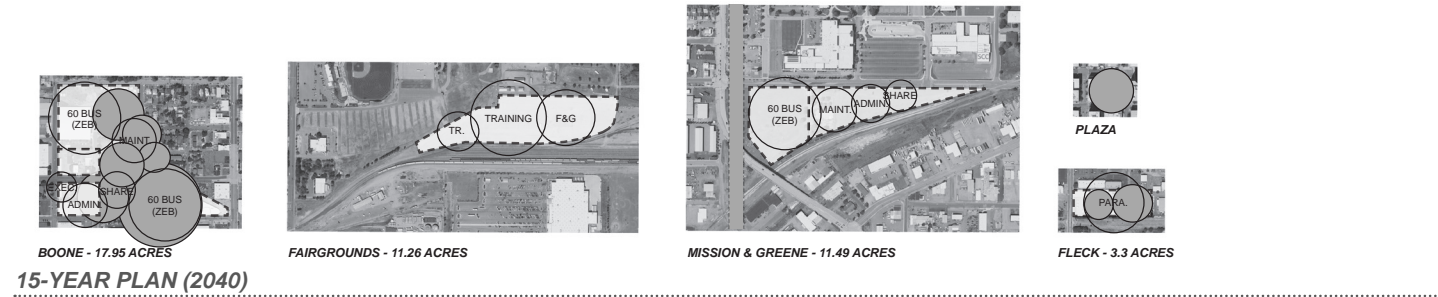 60 BUS
(ZEB)
MAINT.
EXEC
ADMIN.
SHARE
60 BUS
(ZEB)
BOONE - 17.95 ACRES
TR.
TRAINING
F&G
FAIRGROUNDS - 11.26 ACRES
60 BUS
(ZEB)
MAINT.
ADMIN.
SHARE
SCC
MISSION & GREENE - 11.49 ACRES
PLAZA
PARA.
FLECK - 3.3 ACRES
15-YEAR PLAN (2040)